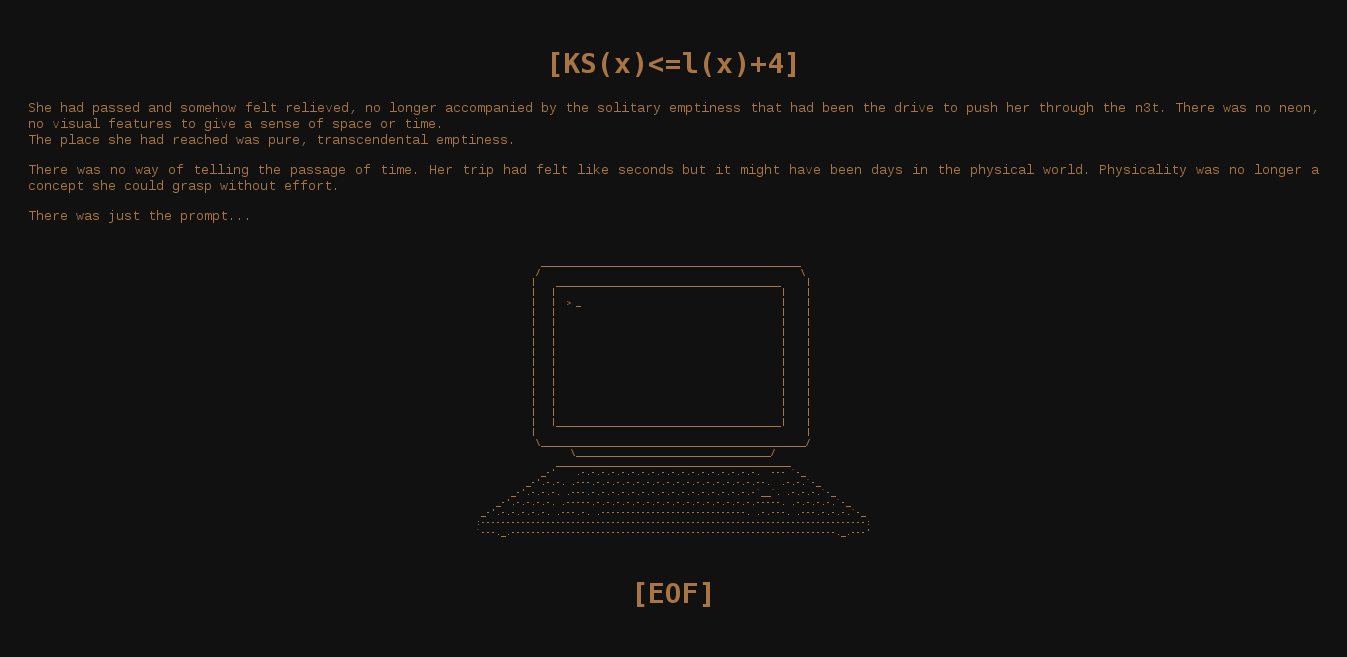 [KS(x)<=l(x)+4]
She had passed and somehow felt relieved, no longer accompanied by the solitary emptiness that had been the drive to push her through the n3t. There was no neon,
no visual features to give a sense of space or time.
The place she had reached was pure, transcendental emptiness.
There was no way of telling the passage of time. Her trip had felt like seconds but it might have been days in the physical world. Physicality was no longer a
concept she could grasp without effort.
There was just the prompt...
>_
[EOF]